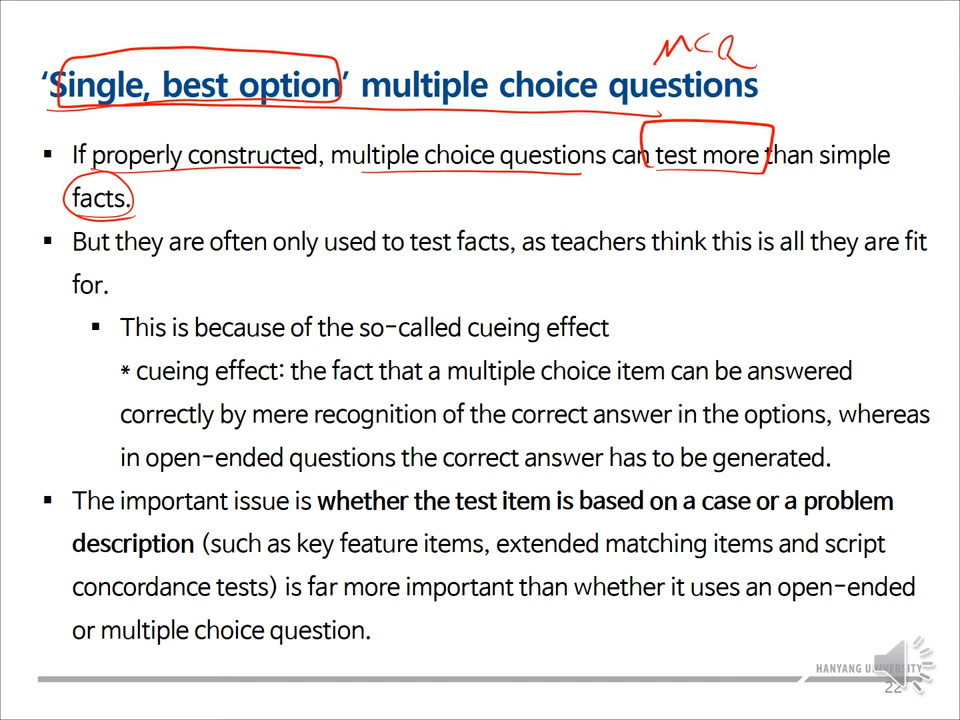 MCQ
‘Single, best option’ multiple choice questions
▪ If properly constructed, multiple choice questions can test more than simple
facts.
▪ But they are often only used to test facts, as teachers think this is all they are fit
for.
▪ This is because of the so-called cueing effect
* cueing effect: the fact that a multiple choice item can be answered
correctly by mere recognition of the correct answer in the options, whereas
in open-ended questions the correct answer has to be generated.
▪ The important issue is whether the test item is based on a case or a problem
description (such as key feature items, extended matching items and script
concordance tests) is far more important than whether it uses an open-ended
or multiple choice question.
HANYANG UNIVERSITY
22